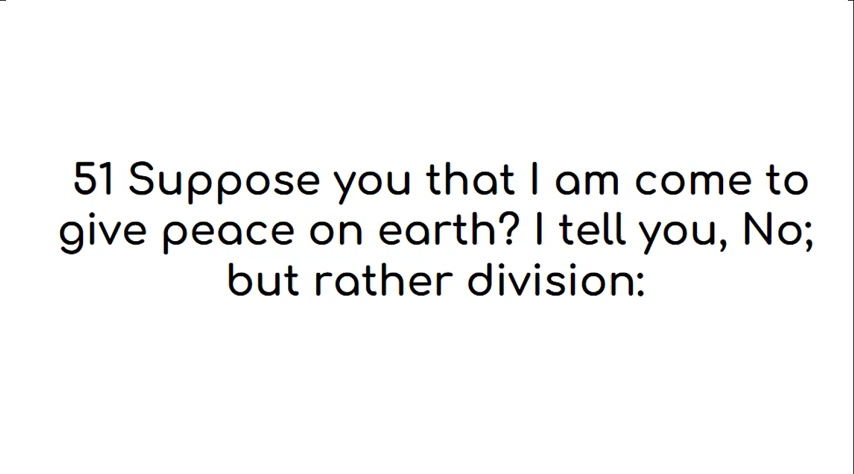 51 Suppose you that I am come to
give peace on earth? I tell you, No;
but rather division: